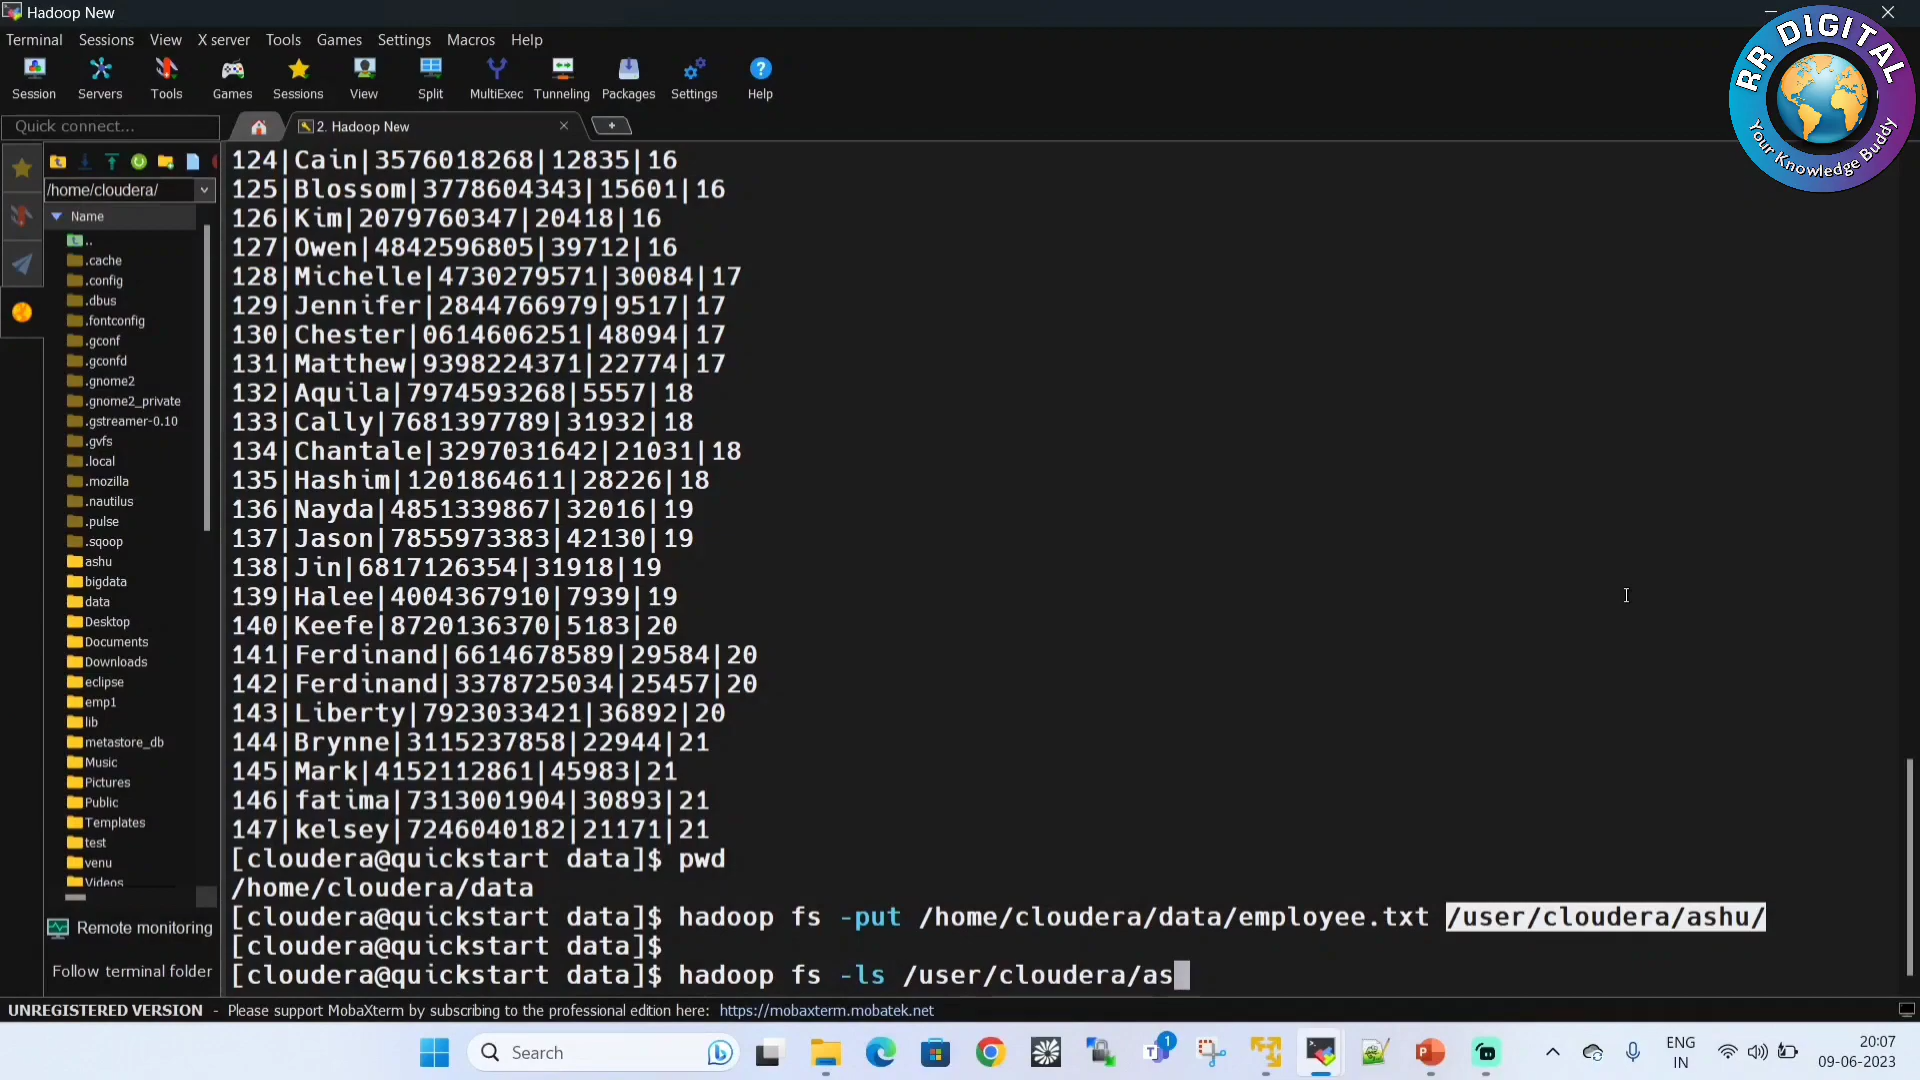 Hadoop New
Terminal Sessions View X server Tools Games Settings Macros Help
Session Servers Tools Games Sessions View Split MultiExec Tunneling Packages Settings Help
RR DIGITAL
Your Knowledge Buddy
Quick connect...
2. Hadoop New
/home/cloudera/
Name
..
.cache
.config
.dbus
.fontconfig
.gconf
.gconfd
.gnome2
.gnome2_private
.gstreamer-0.10
.gvfs
.local
.mozilla
.nautilus
.pulse
.sqoop
ashu
bigdata
data
Desktop
Documents
Downloads
eclipse
emp1
lib
metastore_db
Music
Pictures
Public
Templates
test
venu
Videos
Remote monitoring
Follow terminal folder
124|Cain|3576018268|12835|16
125|Blossom|3778604343|15601|16
126|Kim|2079760347|20418|16
127|Owen|4842596805|39712|16
128|Michelle|4730279571|30084|17
129|Jennifer|2844766979|9517|17
130|Chester|0614606251|48094|17
131|Matthew|9398224371|22774|17
132|Aquila|7974593268|5557|18
133|Cally|7681397789|31932|18
134|Chantale|3297031642|21031|18
135|Hashim|1201864611|28226|18
136|Nayda|4851339867|32016|19
137|Jason|7855973383|42130|19
138|Jin|6817126354|31918|19
139|Halee|4004367910|7939|19
140|Keefe|8720136370|5183|20
141|Ferdinand|6614678589|29584|20
142|Ferdinand|3378725034|25457|20
143|Liberty|7923033421|36892|20
144|Brynne|3115237858|22944|21
145|Mark|4152112861|45983|21
146|fatima|7313001904|30893|21
147|kelsey|7246040182|21171|21
[cloudera@quickstart data]$ pwd
/home/cloudera/data
[cloudera@quickstart data]$ hadoop fs -put /home/cloudera/data/employee.txt /user/cloudera/ashu/
[cloudera@quickstart data]$
[cloudera@quickstart data]$ hadoop fs -ls /user/cloudera/as
UNREGISTERED VERSION - Please support MobaXterm by subscribing to the professional edition here: https://mobaxterm.mobatek.net
Search
1
ENG
IN
20:07
09-06-2023